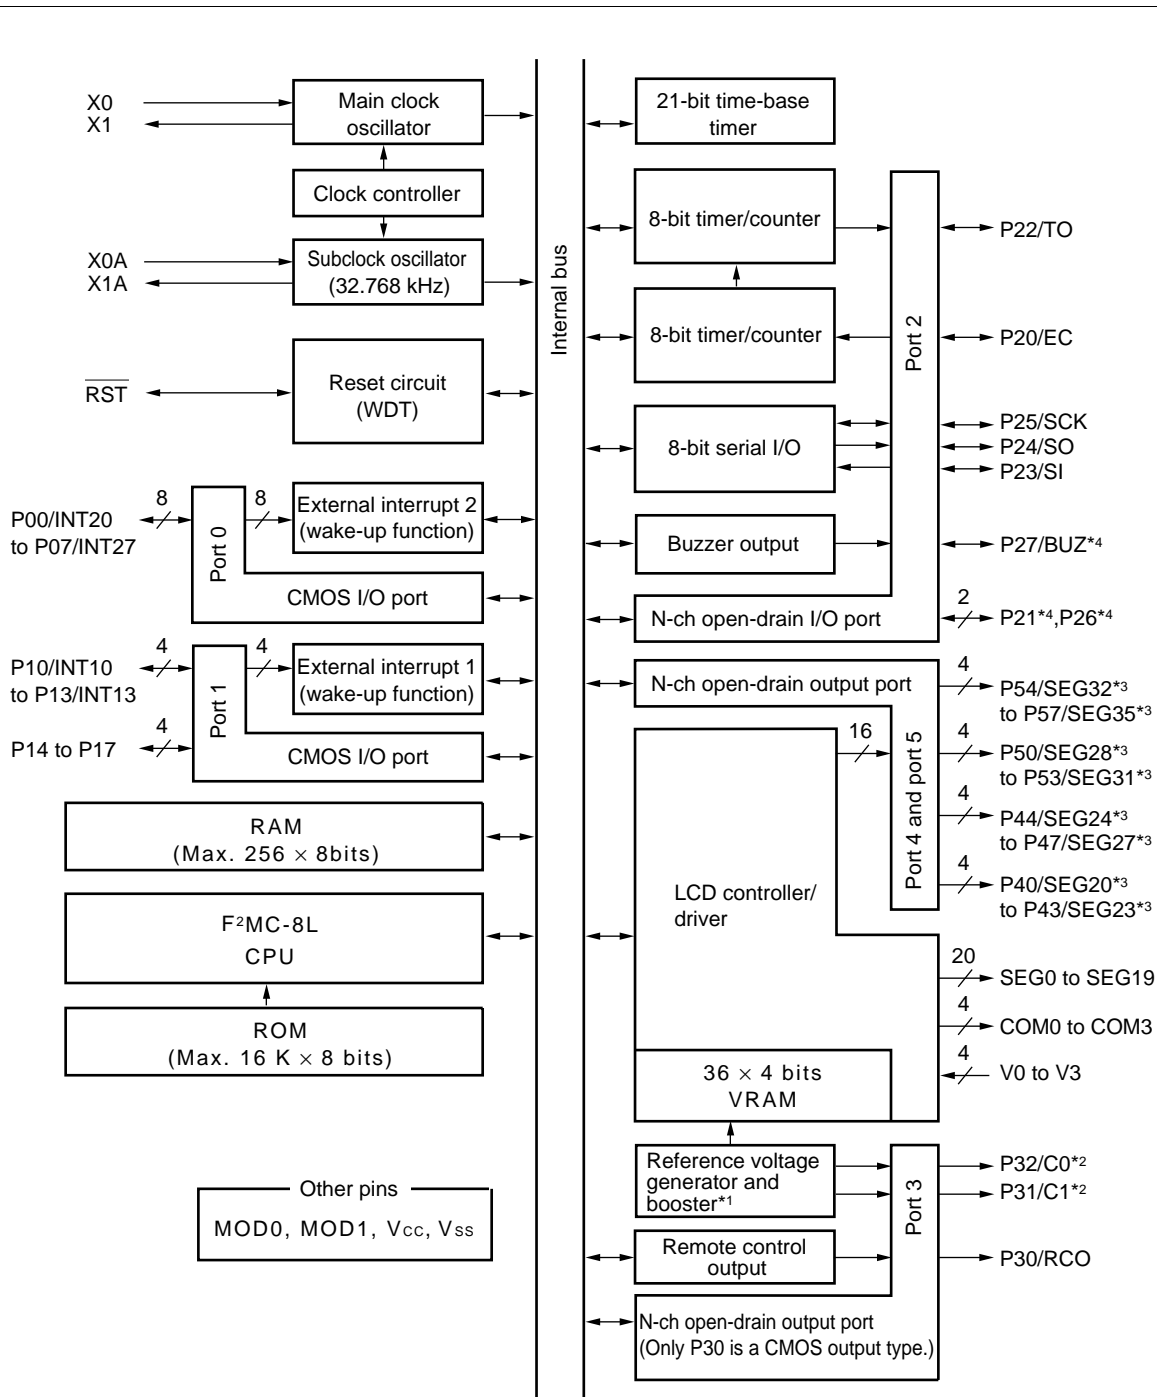 X0
X1
Main clock
oscillator
Clock controller
X0A
X1A
Subclock oscillator
(32.768 kHz)
RST
Reset circuit
(WDT)
8
8
P00/INT20
to P07/INT27
Port 0
External interrupt 2
(wake-up function)
CMOS I/O port
4
4
P10/INT10
to P13/INT13
Port 1
External interrupt 1
(wake-up function)
4
P14 to P17
CMOS I/O port
RAM
(Max. 256 × 8bits)
F²MC-8L
CPU
ROM
(Max. 16 K × 8 bits)
Other pins
MOD0, MOD1, Vcc, Vss
Internal bus
21-bit time-base
timer
8-bit timer/counter
P22/TO
8-bit timer/counter
Port 2
P20/EC
8-bit serial I/O
P25/SCK
P24/SO
P23/SI
Buzzer output
P27/BUZ*4
N-ch open-drain I/O port
2
P21*4,P26*4
N-ch open-drain output port
4
P54/SEG32*3
to P57/SEG35*3
16
4
P50/SEG28*3
to P53/SEG31*3
Port 4 and port 5
4
P44/SEG24*3
to P47/SEG27*3
4
P40/SEG20*3
to P43/SEG23*3
LCD controller/
driver
20
SEG0 to SEG19
4
COM0 to COM3
4
V0 to V3
36 × 4 bits
VRAM
Reference voltage
generator and
booster*1
Port 3
P32/C0*2
P31/C1*2
Remote control
output
P30/RCO
N-ch open-drain output port
(Only P30 is a CMOS output type.)